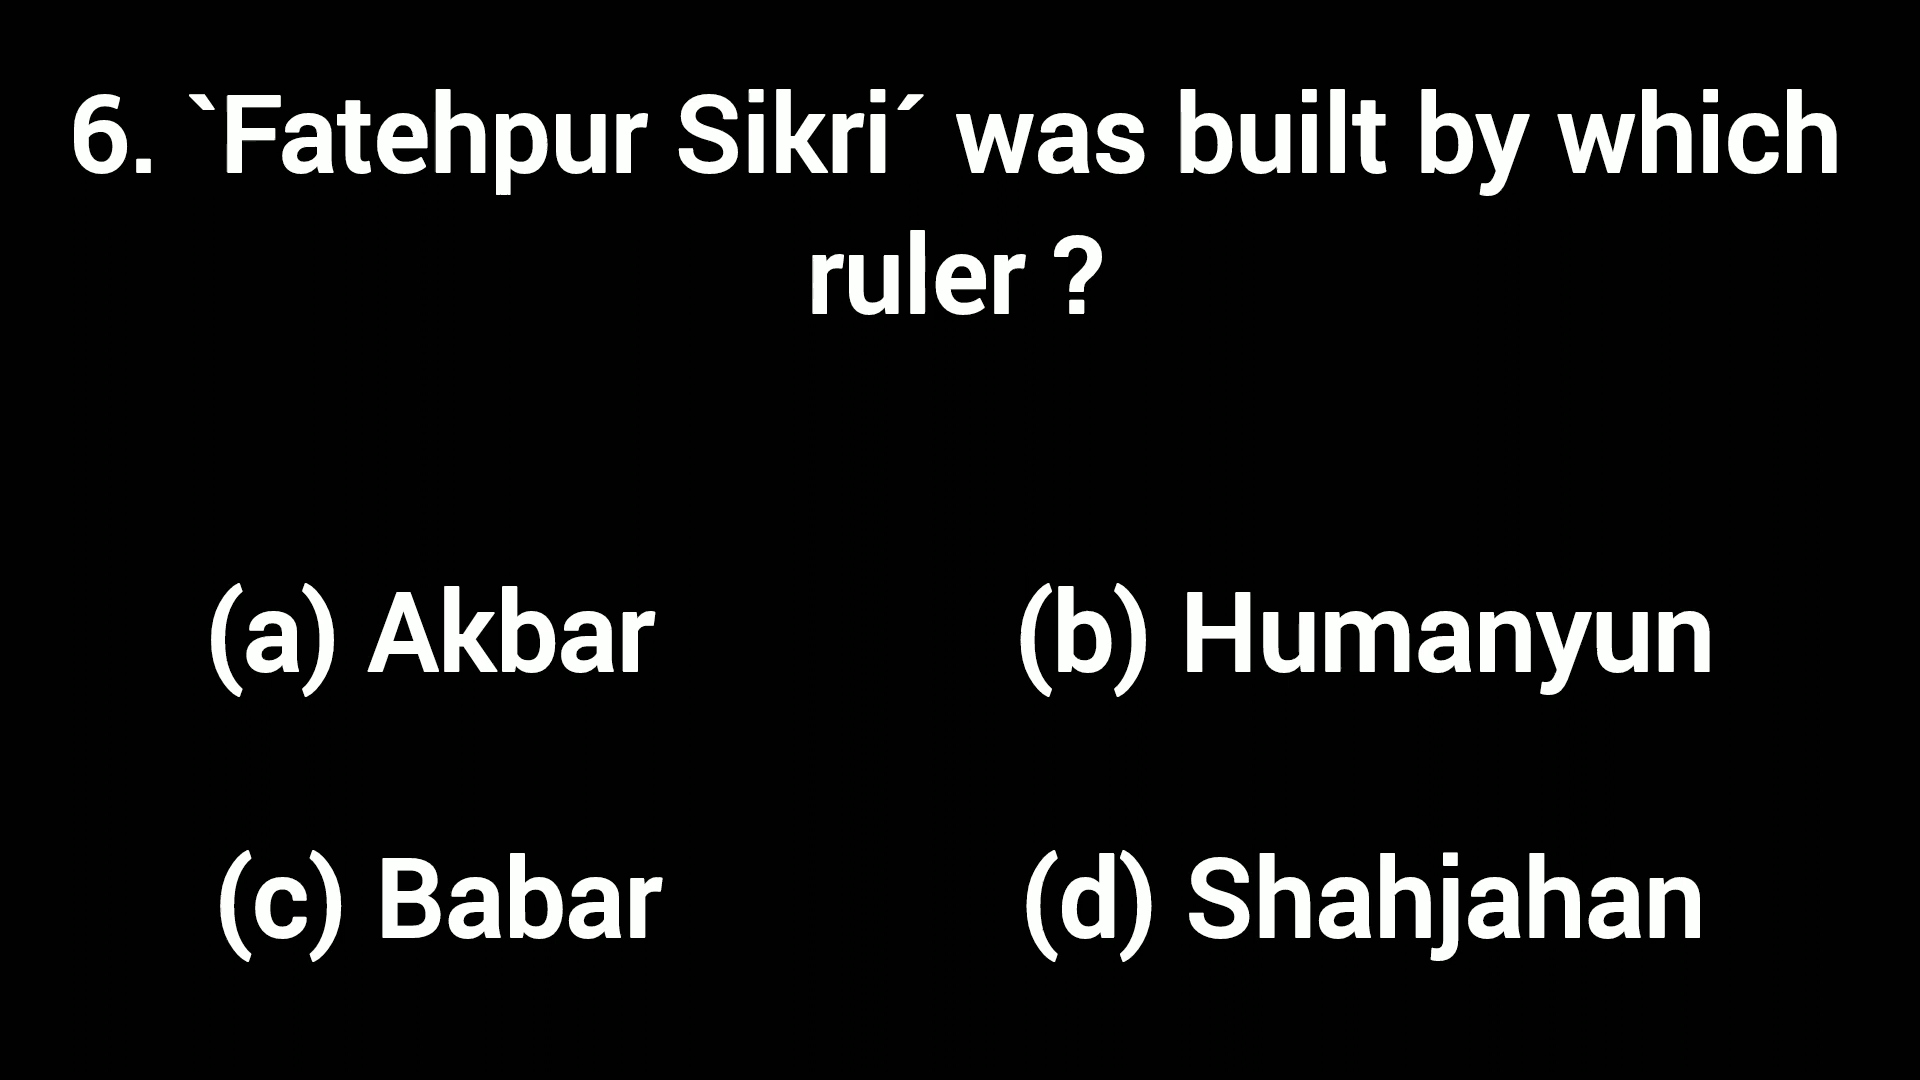 6. `Fatehpur Sikri´ was built by which
ruler ?
(a) Akbar
(b) Humanyun
(c) Babar
(d) Shahjahan